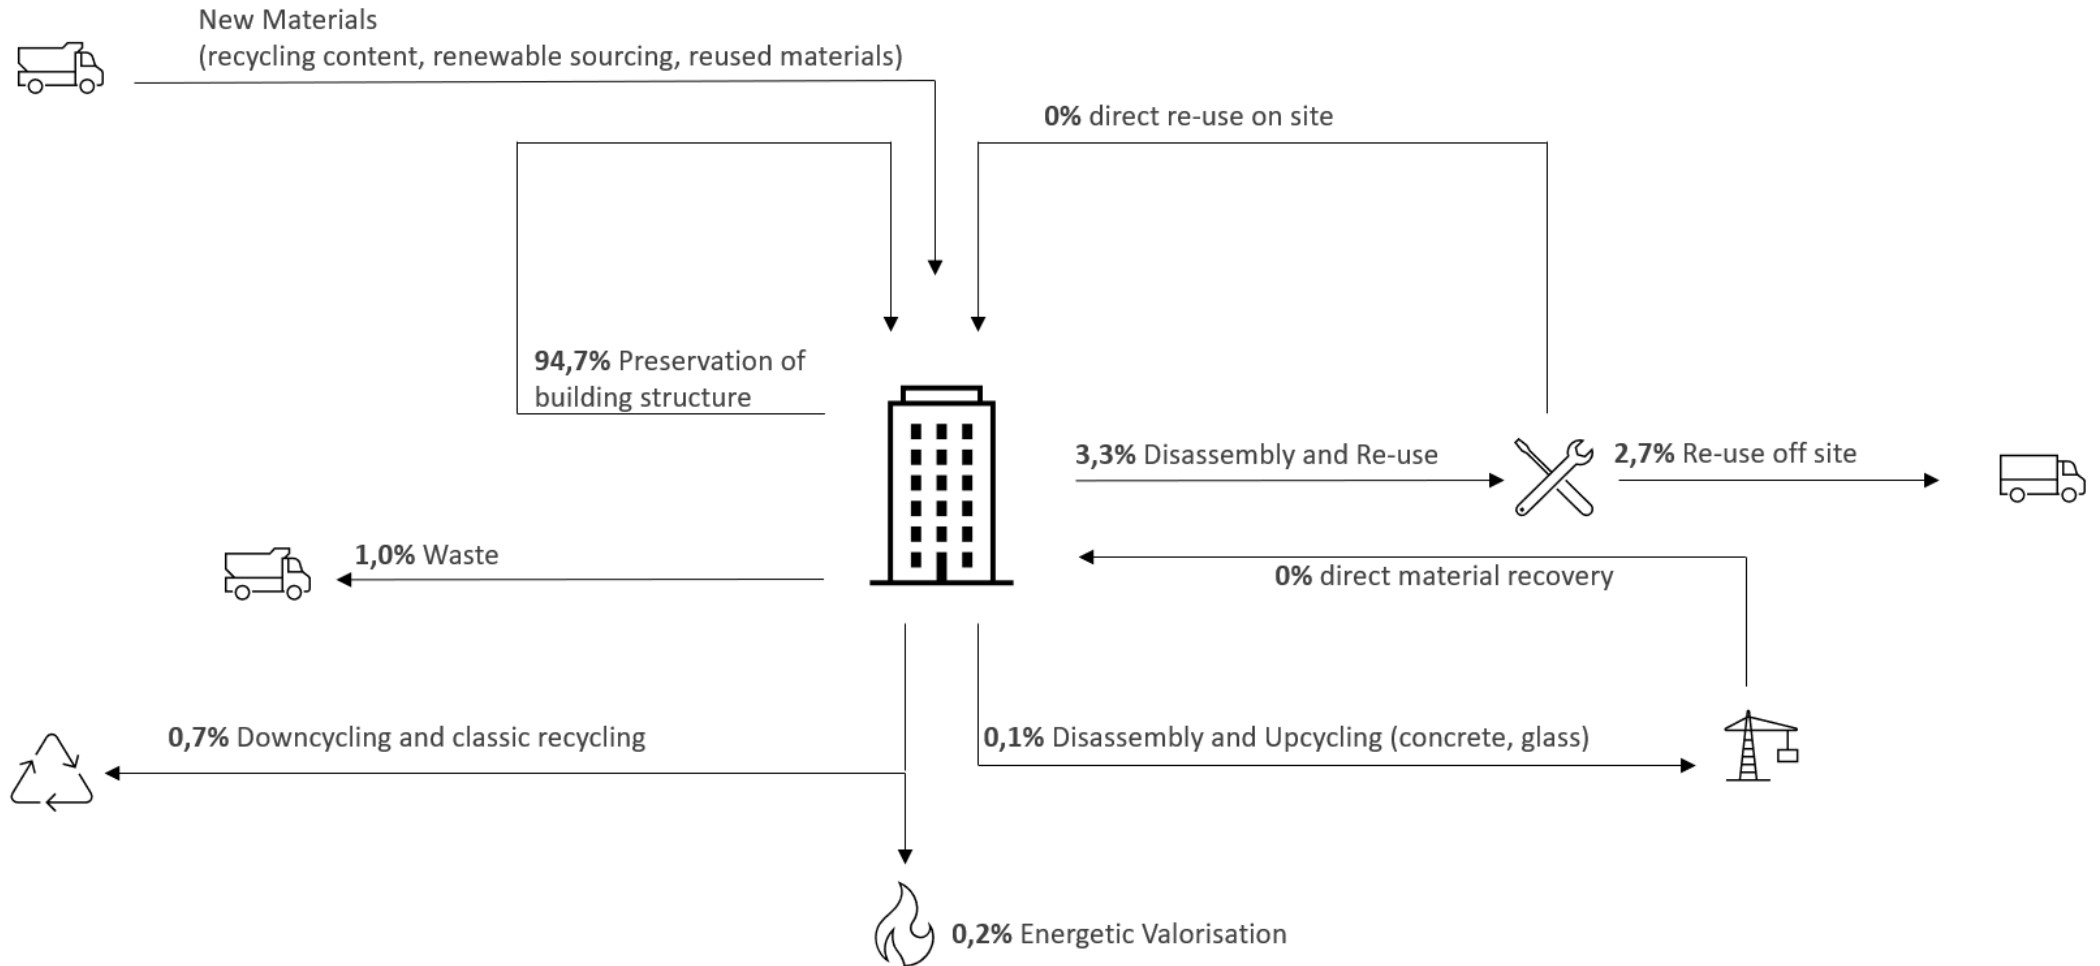 New Materials
(recycling content, renewable sourcing, reused materials)
0% direct re-use on site
94,7% Preservation of
building structure
3,3% Disassembly and Re-use
2,7% Re-use off site
1,0% Waste
0% direct material recovery
0,7% Downcycling and classic recycling
0,1% Disassembly and Upcycling (concrete, glass)
0,2% Energetic Valorisation